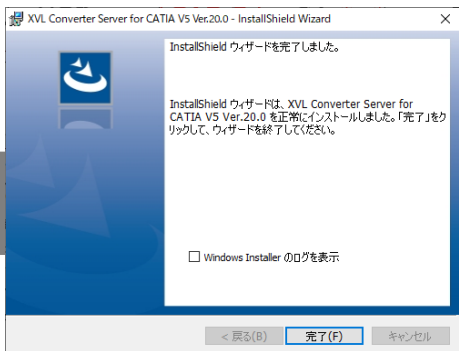 XVL Converter Server for CATIA V5 Ver.20.0 - InstallShield Wizard
InstallShield ウィザードを完了しました。
InstallShield ウィザードは、XVL Converter Server for
CATIA V5 Ver.20.0 を正常にインストールしました。「完了」をク
リックして、ウィザードを終了してください。
Windows Installer のログを表示
< 戻る(B)
完了(F)
キャンセル